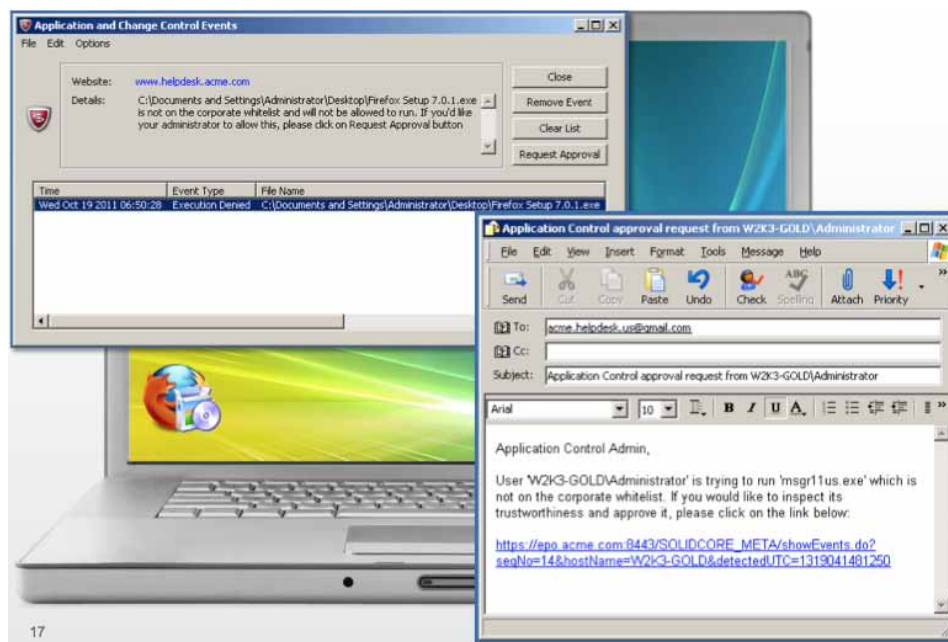 Application and Change Control Events
File Edit Options
Website: www.helpdesk.acme.com
Details: C:\Documents and Settings\Administrator\Desktop\Firefox Setup 7.0.1.exe
is not on the corporate whitelist and will not be allowed to run. If you'd like
your administrator to allow this, please click on Request Approval button
Close
Remove Event
Clear List
Request Approval
Time Event Type File Name
Wed Oct 19 2011 06:50:28 Execution Denied C:\Documents and Settings\Administrator\Desktop\Firefox Setup 7.0.1.exe
Application Control approval request from W2K3-GOLD\Administrator
File Edit View Insert Format Tools Message Help
Send Cut Copy Paste Undo Check Spelling Attach Priority
To: acme.helpdesk.us@gmail.com
Cc:
Subject: Application Control approval request from W2K3-GOLD\Administrator
Arial 10 B I U A
Application Control Admin,
User 'W2K3-GOLD\Administrator' is trying to run 'msgr11us.exe' which is
not on the corporate whitelist. If you would like to inspect its
trustworthiness and approve it, please click on the link below:
https://epo.acme.com:8443/SOLIDCORE_META/showEvents.do?
seqNo=14&hostName=W2K3-GOLD&detectedUTC=1319041481250
17